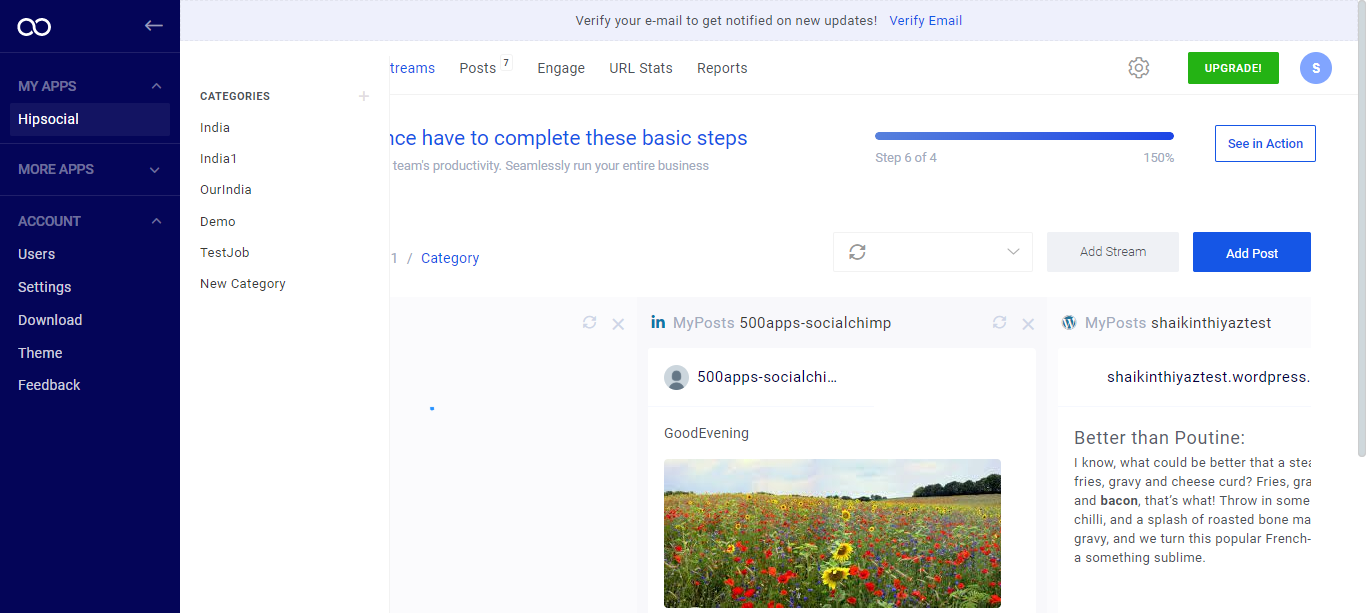 Verify your e-mail to get notified on new updates! Verify Email
MY APPS
Hipsocial
MORE APPS
ACCOUNT
Users
Settings
Download
Theme
Feedback
CATEGORIES
India
India1
OurIndia
Demo
TestJob
New Category
treams Posts 7 Engage URL Stats Reports
UPGRADE!
S
nce have to complete these basic steps
team's productivity. Seamlessly run your entire business
Step 6 of 4 150%
See in Action
1 / Category
Add Stream
Add Post
in MyPosts 500apps-socialchimp
500apps-socialchi...
GoodEvening
MyPosts shaikinthiyaztest
shaikinthiyaztest.wordpress.
Better than Poutine:
I know, what could be better that a stea
fries, gravy and cheese curd? Fries, gra
and bacon, that's what! Throw in some
chilli, and a splash of roasted bone ma
gravy, and we turn this popular French-
a something sublime.